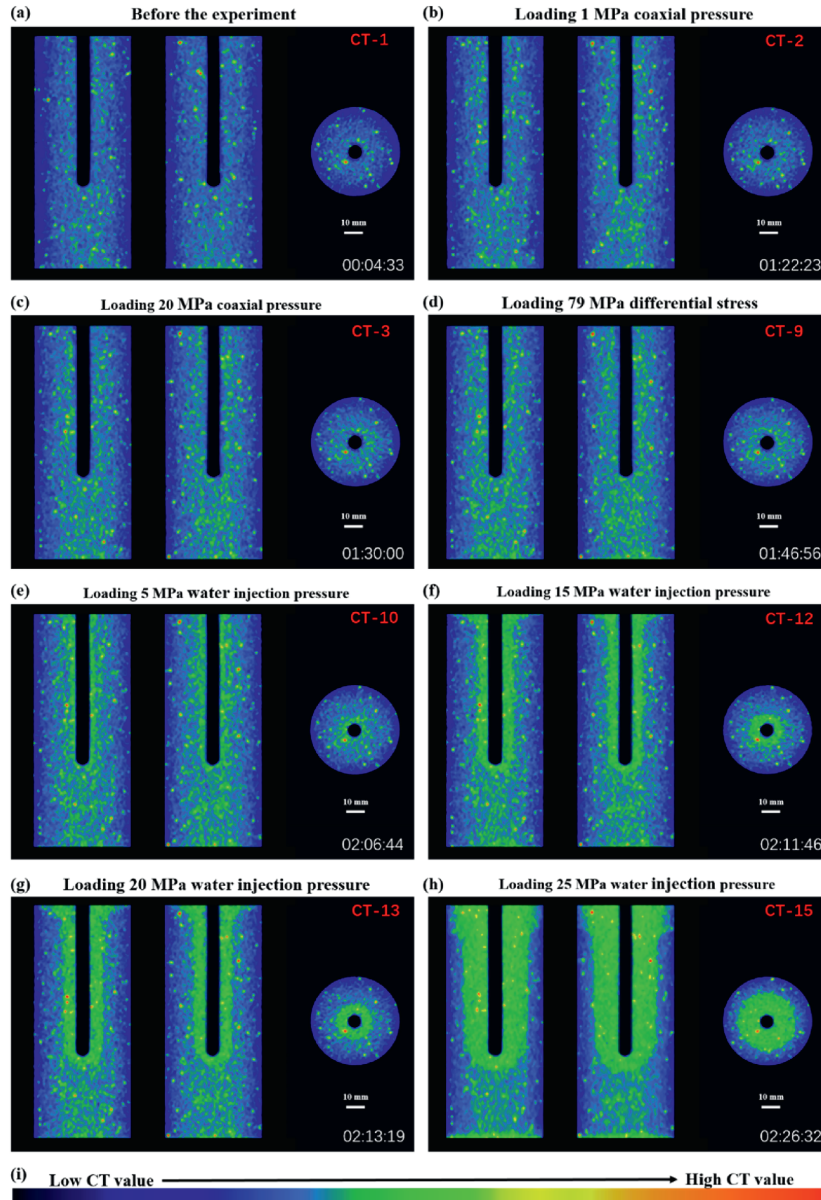 (a) Before the experiment
CT-1
10 mm
00:04:33
(b) Loading 1 MPa coaxial pressure
CT-2
10 mm
01:22:23
(c) Loading 20 MPa coaxial pressure
CT-3
10 mm
01:30:00
(d) Loading 79 MPa differential stress
CT-9
10 mm
01:46:56
(e) Loading 5 MPa water injection pressure
CT-10
10 mm
02:06:44
(f) Loading 15 MPa water injection pressure
CT-12
10 mm
02:11:46
(g) Loading 20 MPa water injection pressure
CT-13
10 mm
02:13:19
(h) Loading 25 MPa water injection pressure
CT-15
10 mm
02:26:32
(i) Low CT value High CT value